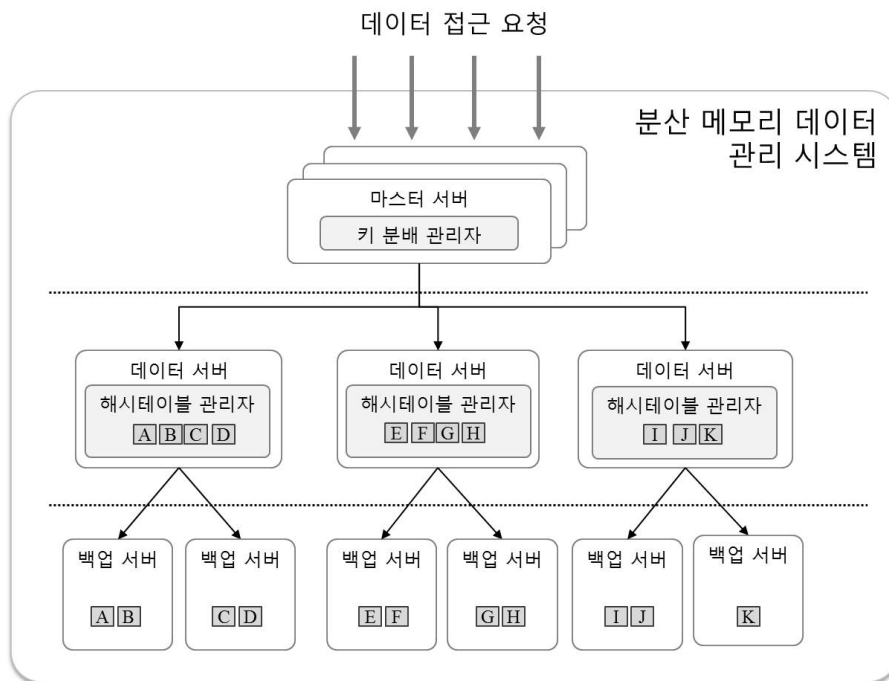 데이터 접근 요청
분산 메모리 데이터
관리 시스템
마스터 서버
키 분배 관리자
데이터 서버
해시테이블 관리자
A B C D
데이터 서버
해시테이블 관리자
E F G H
데이터 서버
해시테이블 관리자
I J K
백업 서버
A B
백업 서버
C D
백업 서버
E F
백업 서버
G H
백업 서버
I J
백업 서버
K